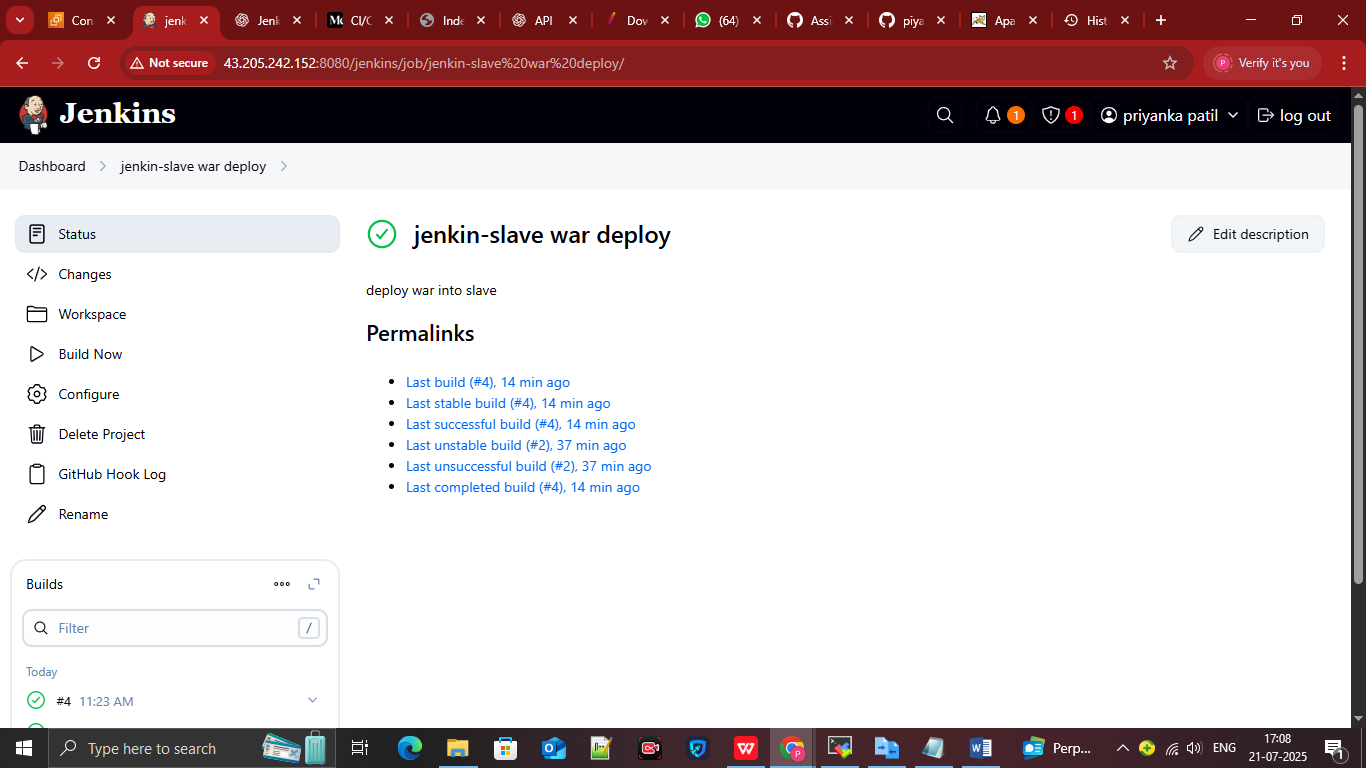 Con
jenk
Jenk
CI/C
Inde
API
Dov
(64)
Assi
piya
Apa
Hist
Not secure
43.205.242.152:8080/jenkins/job/jenkin-slave%20war%20deploy/
Verify it's you
Jenkins
1
1
priyanka patil
log out
Dashboard
jenkin-slave war deploy
Status
Changes
Workspace
Build Now
Configure
Delete Project
GitHub Hook Log
Rename
jenkin-slave war deploy
Edit description
deploy war into slave
Permalinks
Last build (#4), 14 min ago
Last stable build (#4), 14 min ago
Last successful build (#4), 14 min ago
Last unstable build (#2), 37 min ago
Last unsuccessful build (#2), 37 min ago
Last completed build (#4), 14 min ago
Builds
Filter
/
Today
#4 11:23 AM
Type here to search
Perp...
ENG
17:08
21-07-2025
1